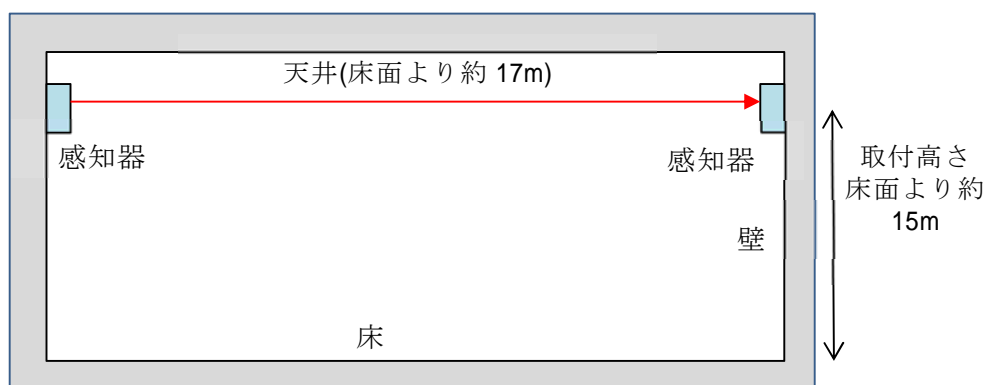 天井(床面より約 17m)
感知器
感知器
取付高さ
床面より約
15m
壁
床